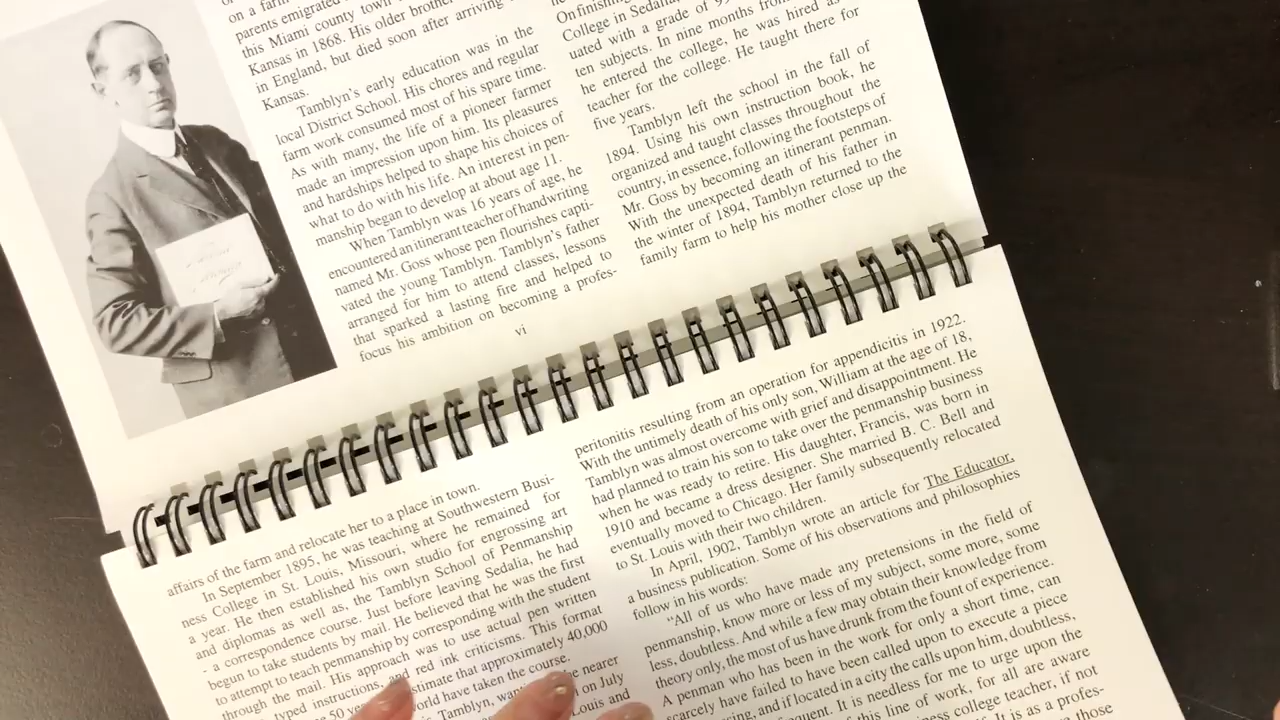 on a farm
parents emigrated
this Miami county town
Kansas in 1868. His older brother
in England, but died soon after arriving
Kansas.
Tamblyn's early education was in the
local District School. His chores and regular
farm work consumed most of his spare time.
As with many, the life of a pioneer farmer
made an impression upon him. Its pleasures
and hardships helped to shape his choices of
what to do with his life. An interest in pen-
manship began to develop at about age 11.
When Tamblyn was 16 years of age, he
encountered an itinerant teacher of handwriting
named Mr. Goss whose pen flourishes capti-
vated the young Tamblyn. Tamblyn's father
arranged for him to attend classes, lessons
that sparked a lasting fire and helped to
focus his ambition on becoming a profes-
vi
On finishing
College in Sedalia,
uated with a grade of
ten subjects. In nine months from
he entered the college, he was hired as
teacher for the college. He taught there for
five years.
Tamblyn left the school in the fall of
1894. Using his own instruction book, he
organized and taught classes throughout the
country, in essence, following the footsteps of
Mr. Goss by becoming an itinerant penman.
With the unexpected death of his father in
the winter of 1894, Tamblyn returned to the
family farm to help his mother close up the
affairs of the farm and relocate her to a place in town.
In September 1895, he was teaching at Southwestern Busi-
ness College in St. Louis, Missouri, where he remained for
a year. He then established his own studio for engrossing art
and diplomas as well as, the Tamblyn School of Penmanship
- a correspondence course. Just before leaving Sedalia, he had
begun to take students by mail. He believed that he was the first
to attempt to teach penmanship by corresponding with the student
through the mail. His approach was to use actual pen written
typed instructions, and red ink criticisms. This format
50 estimate that approximately 40,000
world have taken the course.
Tamblyn, nearer
on July
Louis and
peritonitis resulting from an operation for appendicitis in 1922.
With the untimely death of his only son, William at the age of 18,
Tamblyn was almost overcome with grief and disappointment. He
had planned to train his son to take over the penmanship business
when he was ready to retire. His daughter, Francis, was born in
1910 and became a dress designer. She married B. C. Bell and
eventually moved to Chicago. Her family subsequently relocated
to St. Louis with their two children.
In April, 1902, Tamblyn wrote an article for The Educator,
a business publication. Some of his observations and philosophies
follow in his words:
"All of us who have made any pretensions in the field of
penmanship, know more or less of my subject, some more, some
less, doubtless. And while a few may obtain their knowledge from
theory only, the most of us have drunk from the fount of experience.
A penman who has been in the work for only a short time, can
scarcely have failed to have been called upon to execute a piece
and if located in a city the calls upon him, doubtless,
It is needless for me to urge upon the
of this line of work, for all are aware
college teacher, if not
It is as a profes-
those